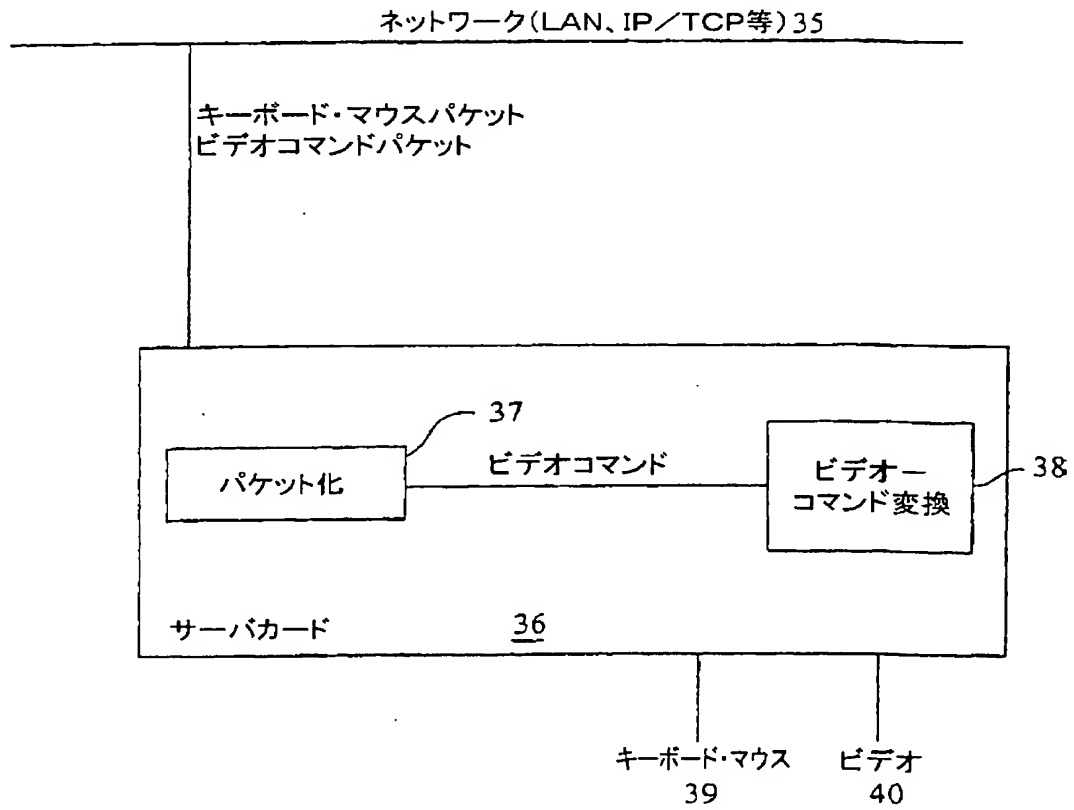 ネットワーク(LAN、IP／TCP等)35
キーボード・マウスパケット
ビデオコマンドパケット
37
パケット化
ビデオコマンド
ビデオー
コマンド変換
38
サーバカード
36
キーボード・マウス
39
ビデオ
40